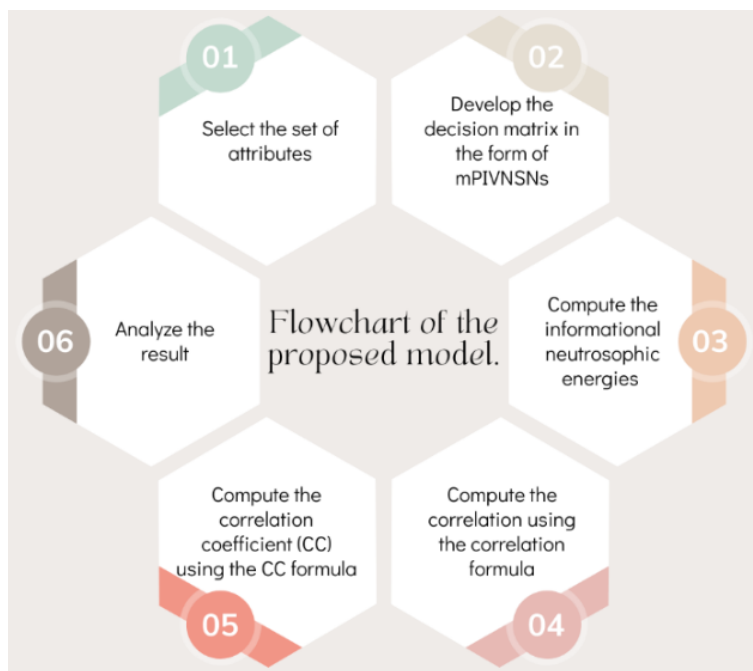 01
Select the set of
attributes
02
Develop the
decision matrix in
the form of
mPIVNSNs
03
Compute the
informational
neutrosophic
energies
04
Compute the
correlation using
the correlation
formula
05
Compute the
correlation
coefficient (CC)
using the CC formula
06
Analyze the
result
Flowchart of the
proposed model.